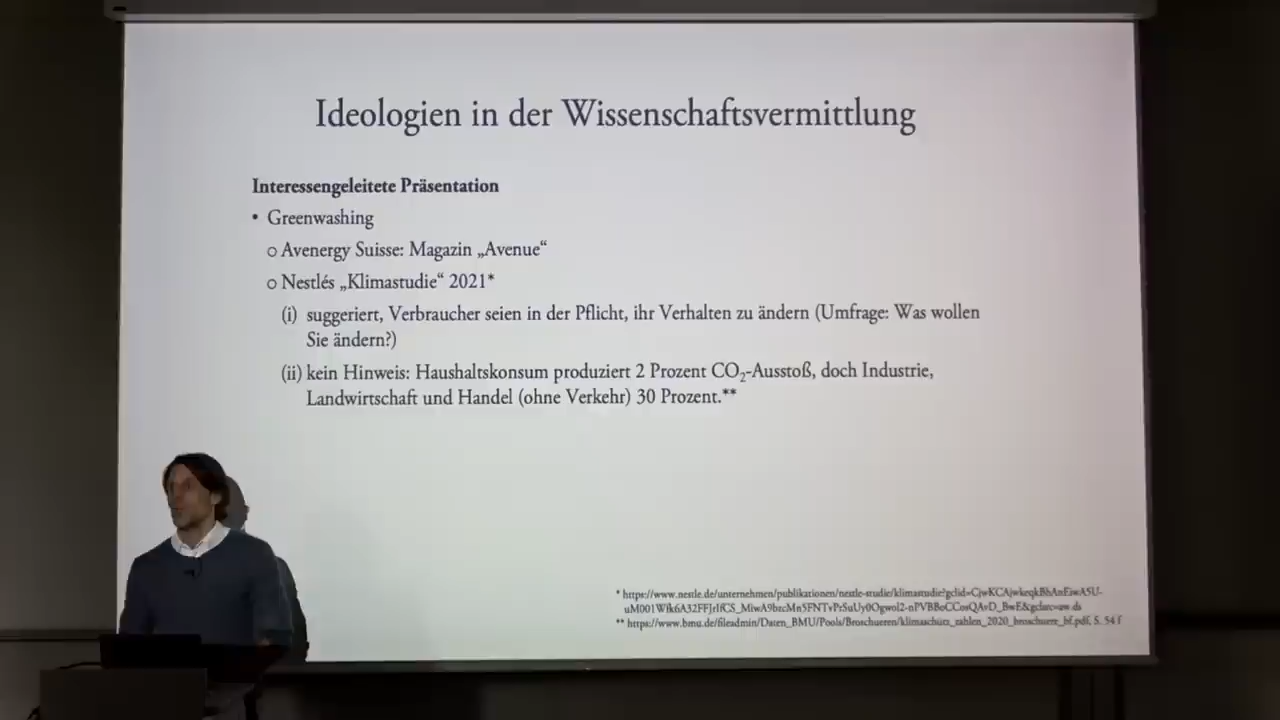 Ideologien in der Wissenschaftsvermittlung
Interessengeleitete Präsentation
• Greenwashing
o Avenergy Suisse: Magazin „Avenue“
o Nestlés „Klimastudie“ 2021*
(i) suggeriert, Verbraucher seien in der Pflicht, ihr Verhalten zu ändern (Umfrage: Was wollen
Sie ändern?)
(ii) kein Hinweis: Haushaltskonsum produziert 2 Prozent CO₂-Ausstoß, doch Industrie,
Landwirtschaft und Handel (ohne Verkehr) 30 Prozent.**
* https://www.nestle.de/unternehmen/publikationen/nestle-studie/klimastudie
** https://www.bmu.de/fileadmin/Daten_BMU/Pools/Broschueren/klimaschutz_zahlen_2020_broschuere_bf.pdf, S. 54 f